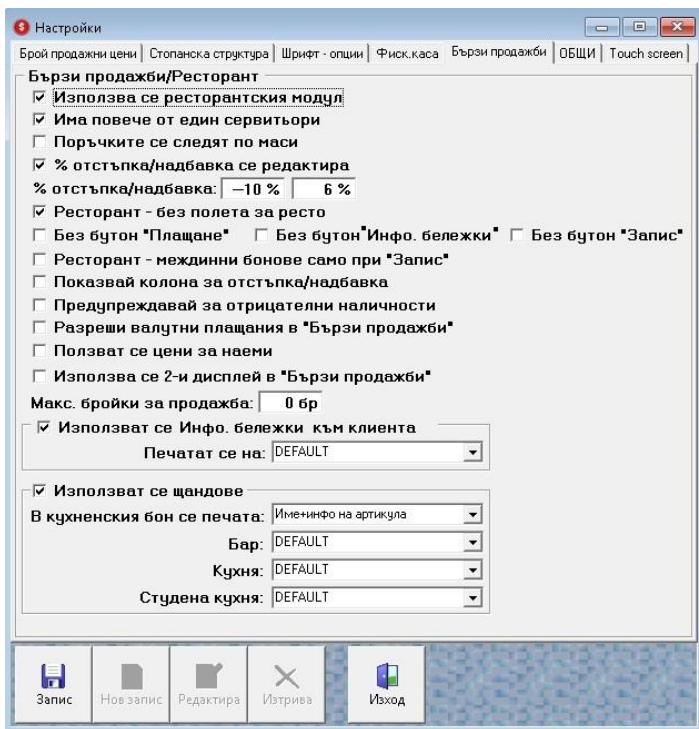 Настройки
Брой продажни цени Стопанска структура Шрифт - опции Фиск.каса Бързи продажби ОБЩИ Touch screen
Бързи продажби/Ресторант
Използва се ресторантския модул
Има повече от един сервитьори
Поръчките се следят по маси
% отстъпка/надбавка се редактира
% отстъпка/надбавка: –10 % 6 %
Ресторант - без полета за ресто
Без бутон "Плащане" Без бутон"Инфо. бележки" Без бутон "Запис"
Ресторант - междинни бонове само при "Запис"
Показвай колона за отстъпка/надбавка
Предупреждавай за отрицателни наличности
Разреши валутни плащания в "Бързи продажби"
Ползват се цени за наеми
Използва се 2-и дисплей в "Бързи продажби"
Макс. бройки за продажба: 0 бр
Използват се Инфо. бележки към клиента
Печатат се на: DEFAULT
Използват се щандове
В кухненския бон се печата: Име+инфо на артикула
Бар: DEFAULT
Кухня: DEFAULT
Студена кухня: DEFAULT
Запис Нов запис Редактира Изтрива Изход